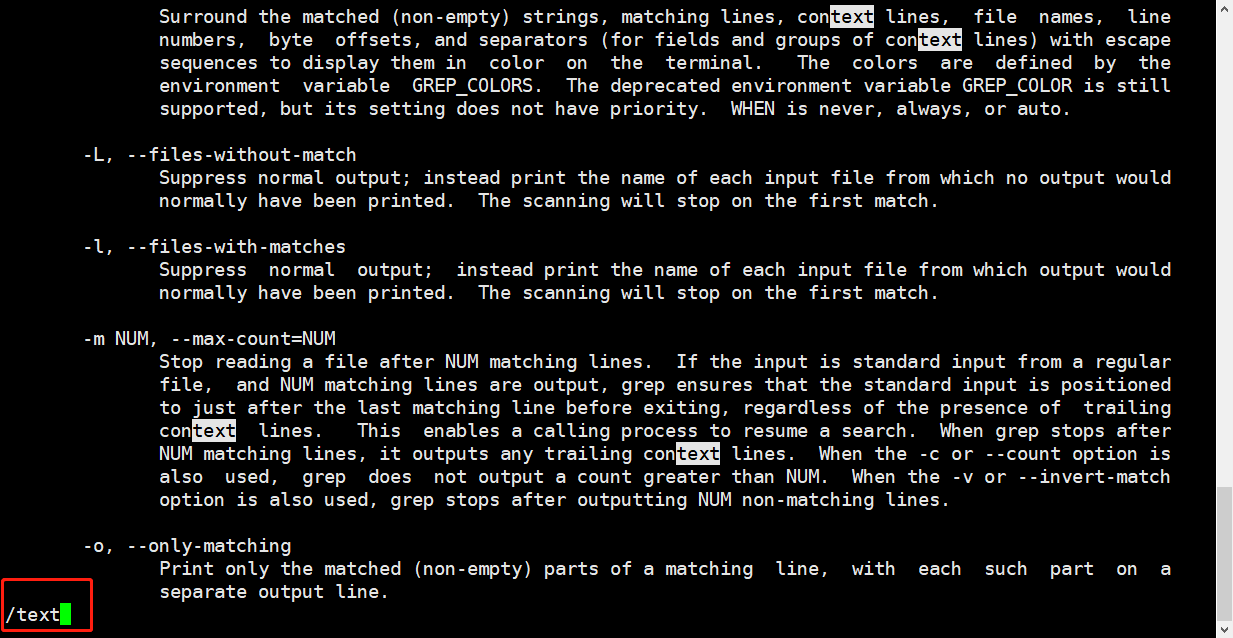 Surround the matched (non-empty) strings, matching lines, context lines,  file  names,  line
numbers,  byte  offsets, and separators (for fields and groups of context lines) with escape
sequences to display them in  color  on  the  terminal.   The  colors  are  defined  by  the
environment  variable  GREP_COLORS.  The deprecated environment variable GREP_COLOR is still
supported, but its setting does not have priority.  WHEN is never, always, or auto.
-L, --files-without-match
Suppress normal output; instead print the name of each input file from which no output would
normally have been printed.  The scanning will stop on the first match.
-l, --files-with-matches
Suppress  normal  output;  instead print the name of each input file from which output would
normally have been printed.  The scanning will stop on the first match.
-m NUM, --max-count=NUM
Stop reading a file after NUM matching lines.  If the input is standard input from a regular
file,  and NUM matching lines are output, grep ensures that the standard input is positioned
to just after the last matching line before exiting, regardless of the presence of  trailing
context  lines.   This  enables a calling process to resume a search.  When grep stops after
NUM matching lines, it outputs any trailing context lines.  When the -c or --count option is
also  used,  grep  does  not output a count greater than NUM.  When the -v or --invert-match
option is also used, grep stops after outputting NUM non-matching lines.
-o, --only-matching
Print only the matched (non-empty) parts of a matching  line,  with  each  such  part  on  a
separate output line.
/text